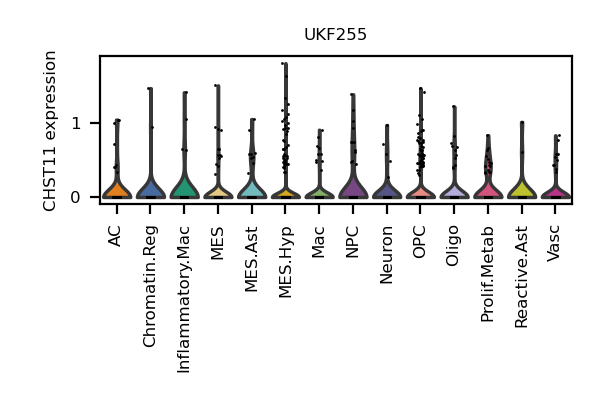 UKF255
CHST11 expression
1
0
AC
Chromatin.Reg
Inflammatory.Mac
MES
MES.Ast
MES.Hyp
Mac
NPC
Neuron
OPC
Oligo
Prolif.Metab
Reactive.Ast
Vasc